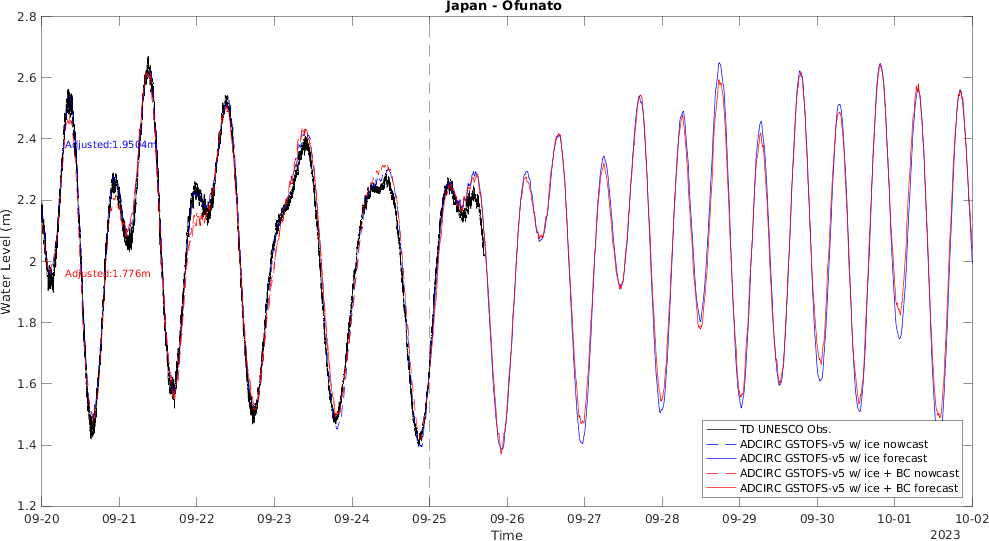 Japan - Ofunato
2.8
2.6
2.4
2.2
2
1.8
1.6
1.4
1.2
Water Level (m)
Adjusted:1.9504m
Adjusted:1.776m
TD UNESCO Obs.
ADCIRC GSTOFS-v5 w/ ice nowcast
ADCIRC GSTOFS-v5 w/ ice forecast
ADCIRC GSTOFS-v5 w/ ice + BC nowcast
ADCIRC GSTOFS-v5 w/ ice + BC forecast
09-20 09-21 09-22 09-23 09-24 09-25 09-26 09-27 09-28 09-29 09-30 10-01 10-02
Time
2023